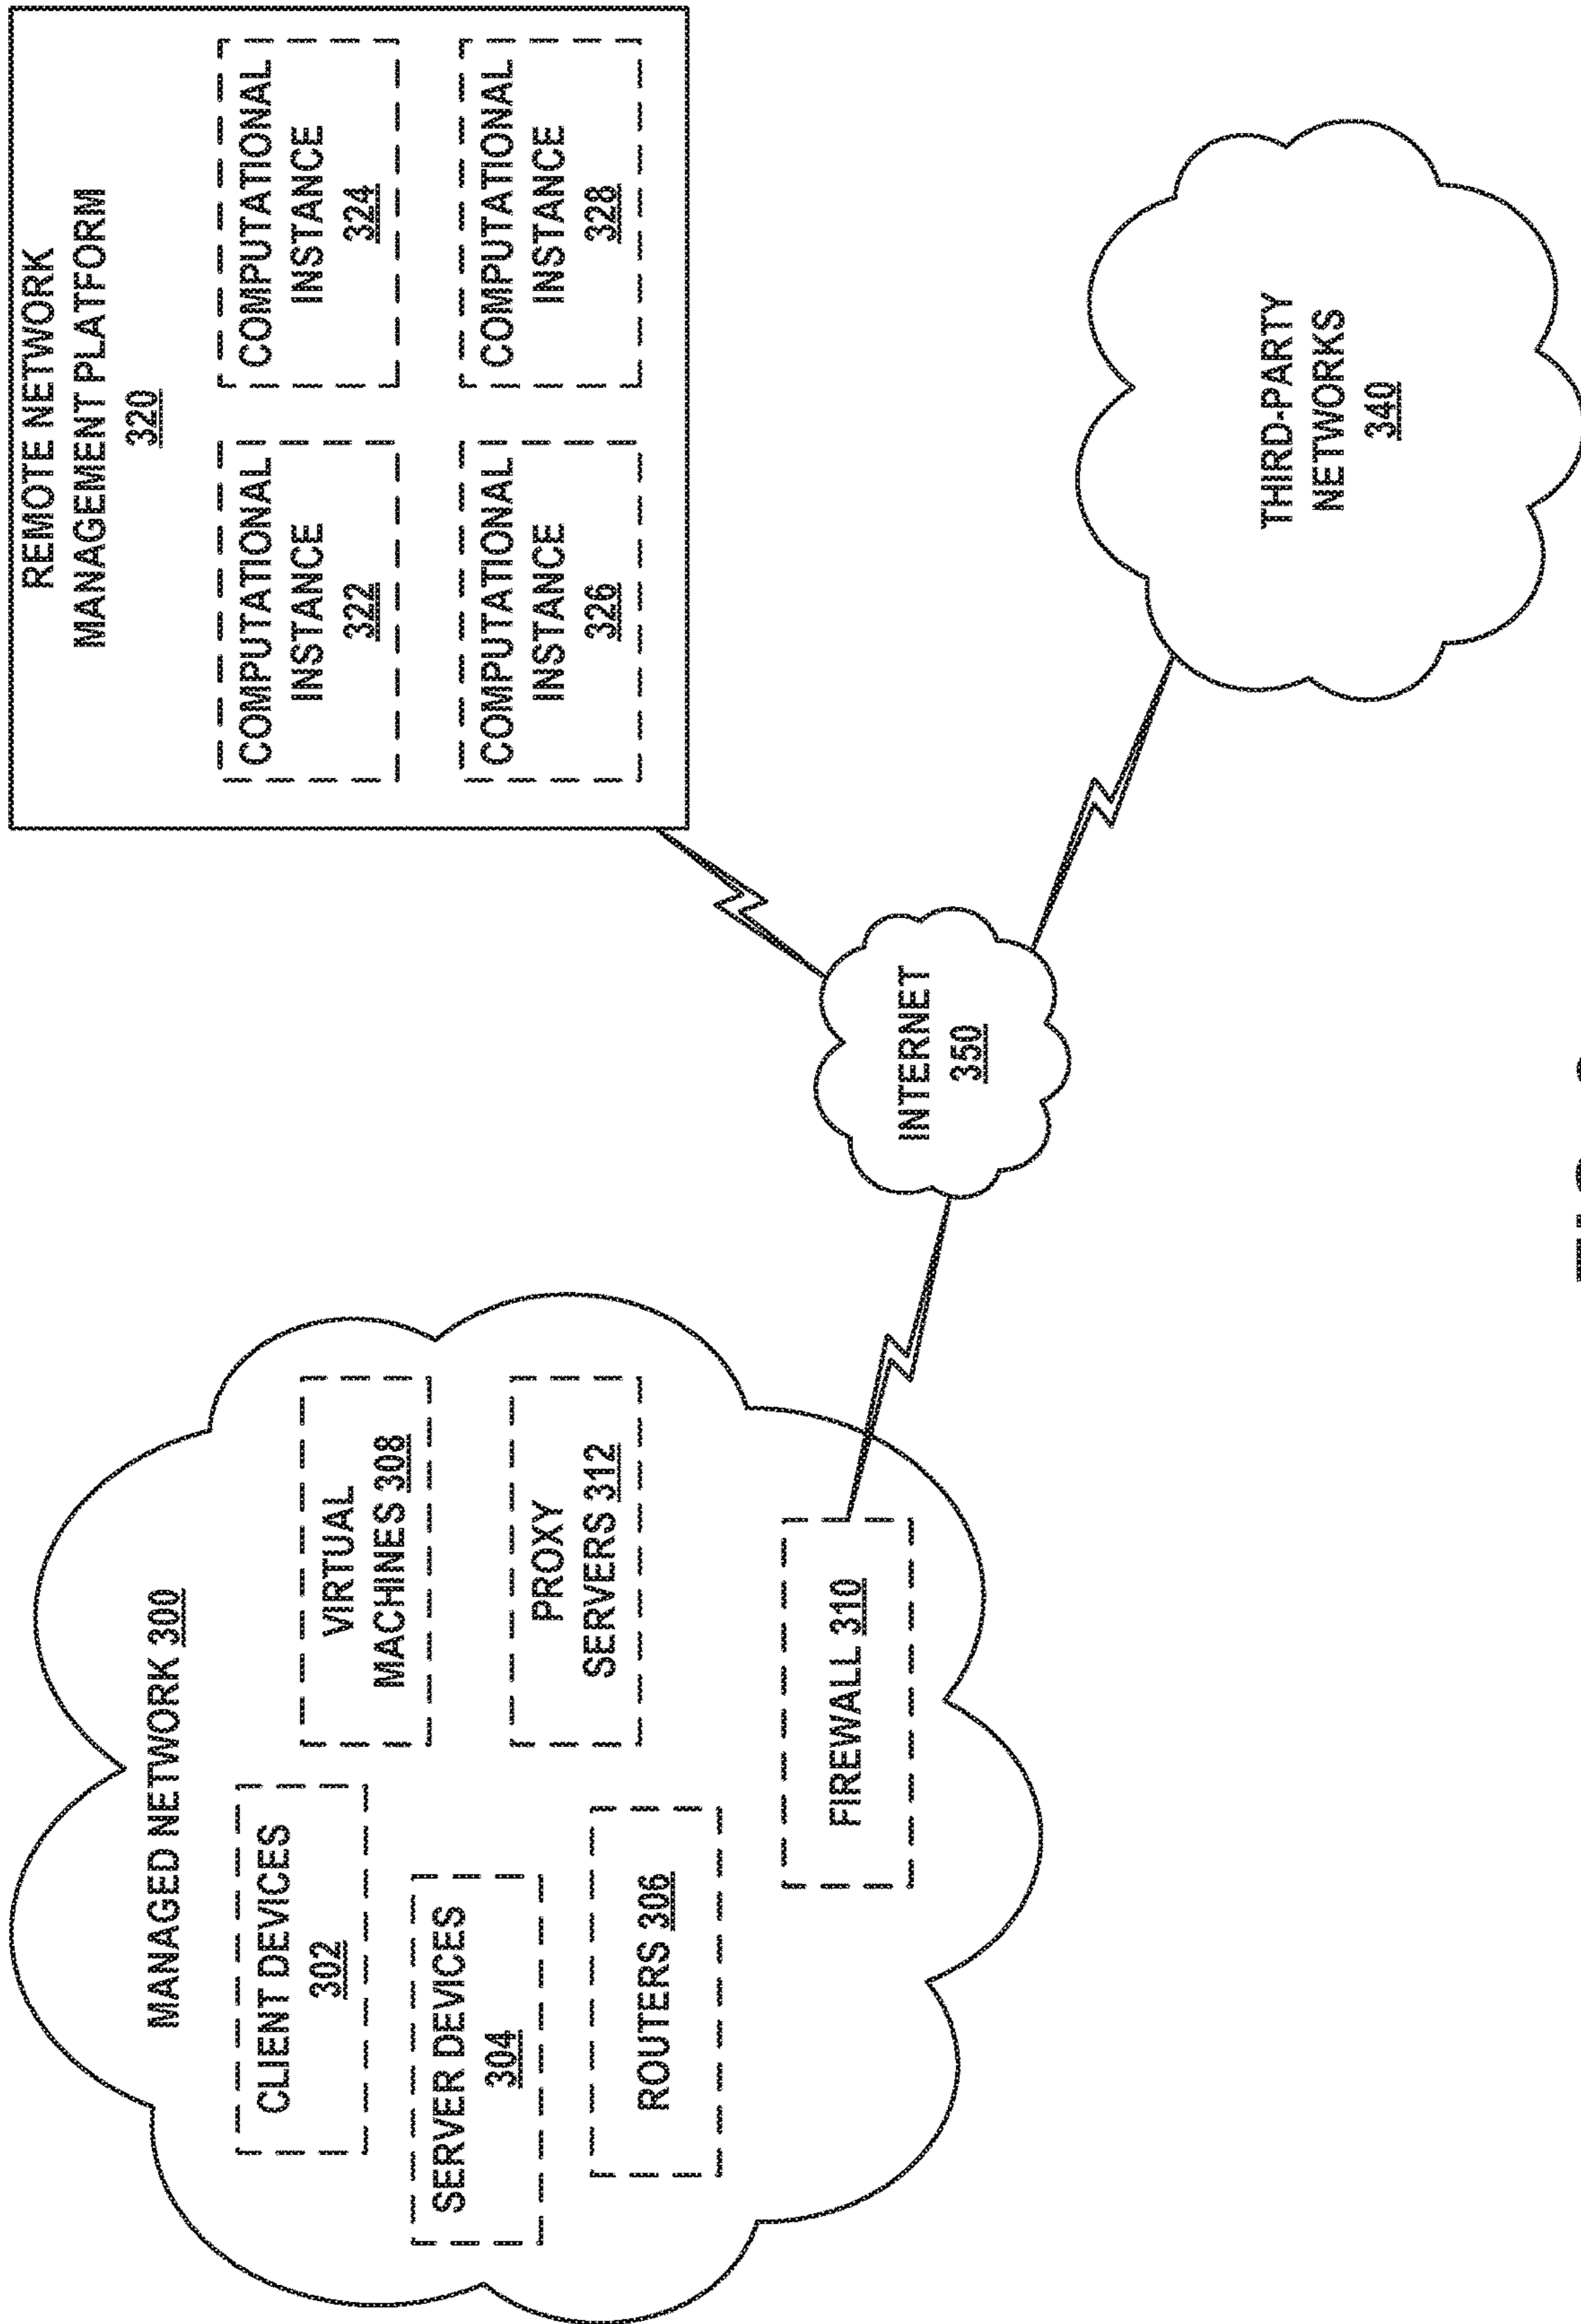 MANAGED NETWORK 300
CLIENT DEVICES
302
SERVER DEVICES
304
ROUTERS 306
VIRTUAL
MACHINES 308
PROXY
SERVERS 312
FIREWALL 310
INTERNET
350
REMOTE NETWORK
MANAGEMENT PLATFORM
320
COMPUTATIONAL
INSTANCE
322
COMPUTATIONAL
INSTANCE
324
COMPUTATIONAL
INSTANCE
326
COMPUTATIONAL
INSTANCE
328
THIRD-PARTY
NETWORKS
340